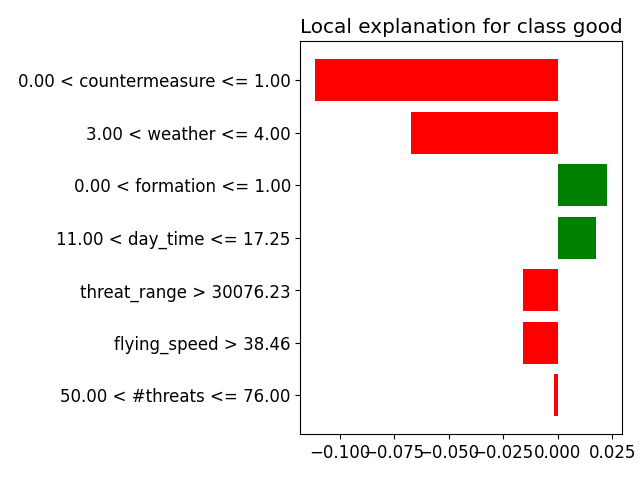 Local explanation for class good
0.00 < countermeasure <= 1.00
3.00 < weather <= 4.00
0.00 < formation <= 1.00
11.00 < day_time <= 17.25
threat_range > 30076.23
flying_speed > 38.46
50.00 < #threats <= 76.00
−0.100 −0.075 −0.050 −0.025 0.000 0.025